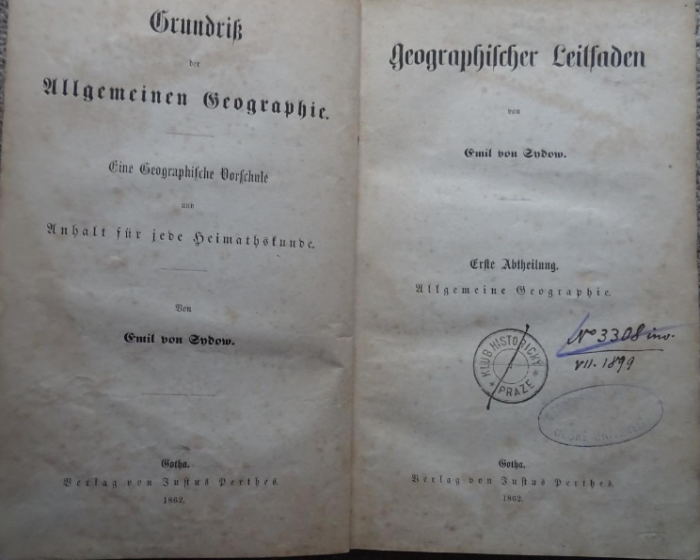 Grundriß
der
Allgemeinen Geographie.
Eine Geographische Vorschule
zum
Anhalt für jede Heimathskunde.
Von
Emil von Sydow.
Gotha.
Verlag von Justus Perthes.
1862.
Geographischer Leitfaden
von
Emil von Sydow.
Erste Abtheilung.
Allgemeine Geographie.
KLUB HISTORICKÝ
PRAZE
No 3308 inv.
VII. 1899
Gotha.
Verlag von Justus Perthes.
1862.